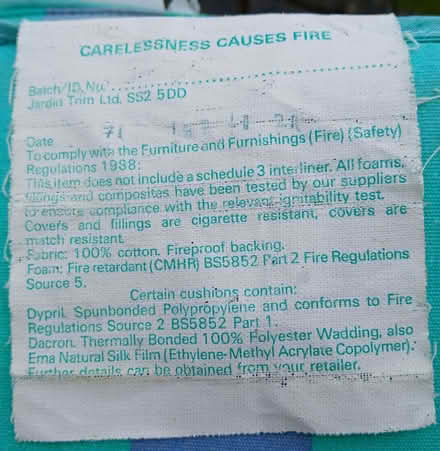 CARELESSNESS CAUSES FIRE
Batch/ID. No.
Jardin Trim Ltd. SS2 5DD
Date
To comply with the Furniture and Furnishings (Fire) (Safety)
Regulations 1988:
This item does not include a schedule 3 interliner. All foams,
fillings and composites have been tested by our suppliers
to ensure compliance with the relevant ignitability test.
Covers and fillings are cigarette resistant, covers are
match resistant.
Fabric: 100% cotton. Fireproof backing.
Foam: Fire retardant (CMHR) BS5852 Part 2 Fire Regulations
Source 5.
Certain cushions contain:
Dypril Spunbonded Polypropylene and conforms to Fire
Regulations Source 2 BS5852 Part 1.
Dacron. Thermally Bonded 100% Polyester Wadding, also
Ema Natural Silk Film (Ethylene-Methyl Acrylate Copolymer).
Further details can be obtained from your retailer.